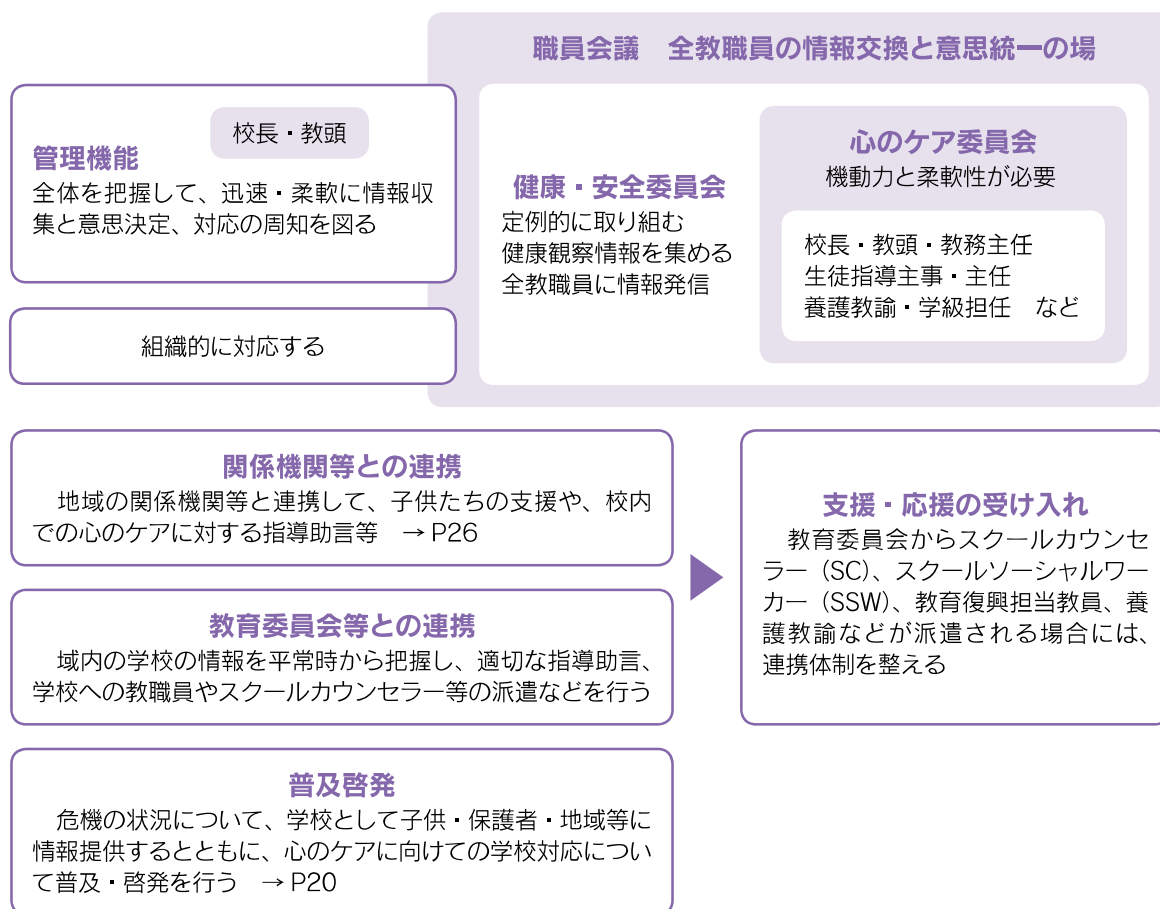 職員会議　全教職員の情報交換と意思統一の場
校長・教頭
管理機能
全体を把握して、迅速・柔軟に情報収
集と意思決定、対応の周知を図る
組織的に対応する
健康・安全委員会
定例的に取り組む
健康観察情報を集める
全教職員に情報発信
心のケア委員会
機動力と柔軟性が必要
校長・教頭・教務主任
生徒指導主事・主任
養護教諭・学級担任　など
関係機関等との連携
　地域の関係機関等と連携して、子供たちの支援や、校内
での心のケアに対する指導助言等　→ P26
教育委員会等との連携
　域内の学校の情報を平常時から把握し、適切な指導助言、
学校への教職員やスクールカウンセラー等の派遣などを行う
普及啓発
　危機の状況について、学校として子供・保護者・地域等に
情報提供するとともに、心のケアに向けての学校対応につい
て普及・啓発を行う　→ P20
支援・応援の受け入れ
　教育委員会からスクールカウンセ
ラー（SC）、スクールソーシャルワー
カー（SSW）、教育復興担当教員、養
護教諭などが派遣される場合には、
連携体制を整える